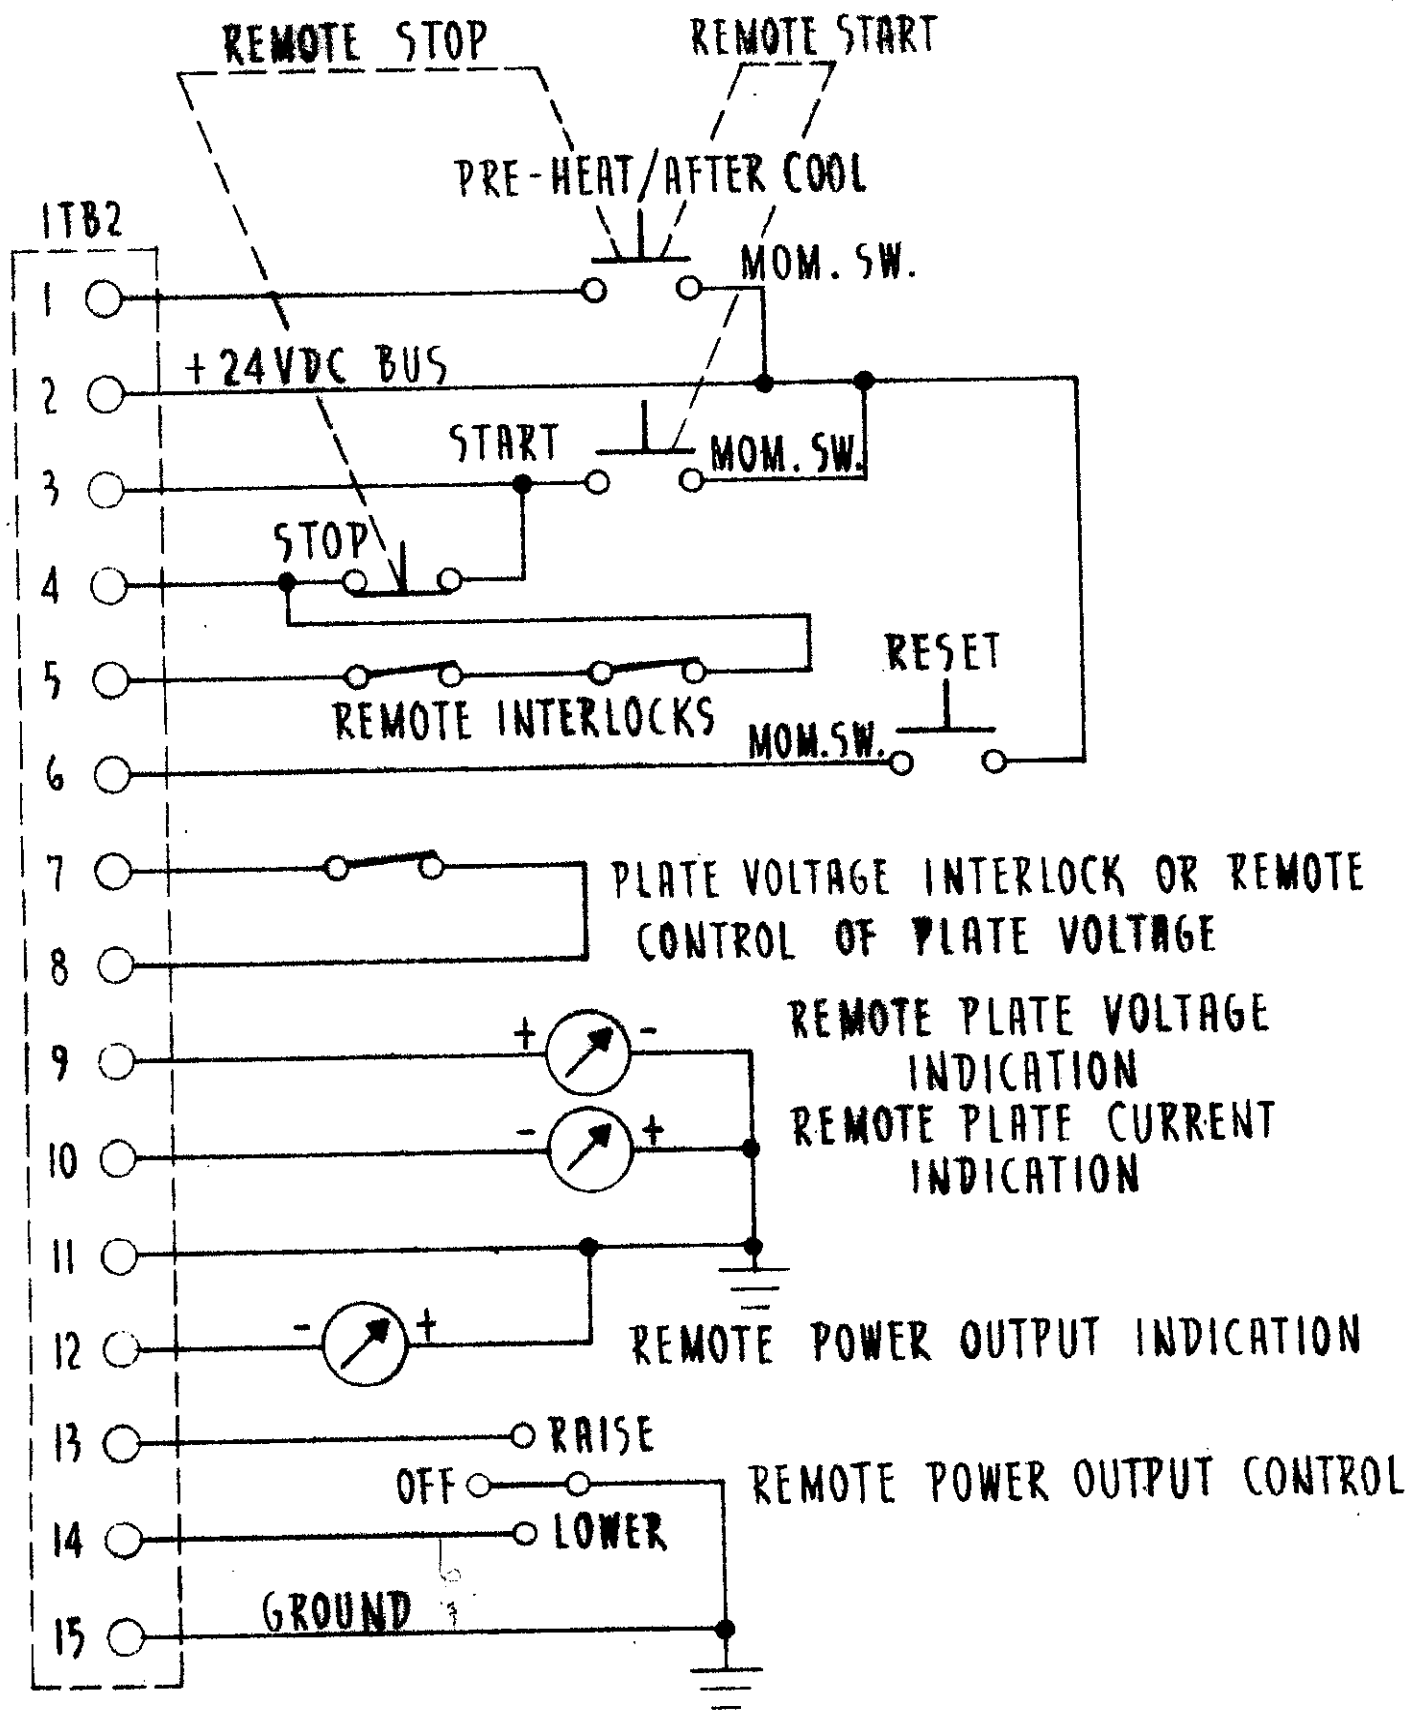 REMOTE STOP
REMOTE START
PRE-HEAT/AFTER COOL
1TB2
MOM. SW.
1
+24VDC BUS
2
START
MOM. SW.
3
STOP
4
RESET
5
REMOTE INTERLOCKS
MOM.SW.
6
7
PLATE VOLTAGE INTERLOCK OR REMOTE
CONTROL OF PLATE VOLTAGE
8
REMOTE PLATE VOLTAGE
INDICATION
+ -
9
REMOTE PLATE CURRENT
INDICATION
- +
10
11
- +
12
REMOTE POWER OUTPUT INDICATION
13
RAISE
OFF
REMOTE POWER OUTPUT CONTROL
14
LOWER
GROUND
15